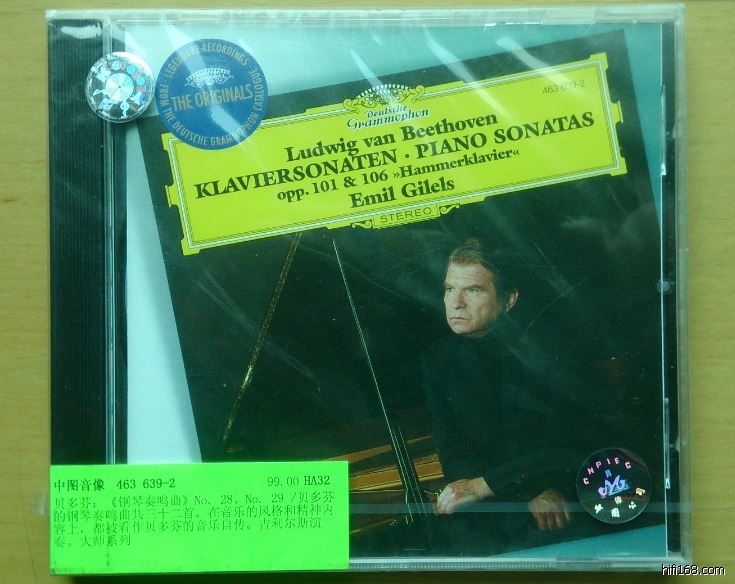 LEGENDARY RECORDINGS
THE ORIGINALS
FROM THE DEUTSCHE GRAMMOPHON CATALOGUE
463 639-2
Deutsche
Grammophon
Ludwig van Beethoven
KLAVIERSONATEN · PIANO SONATAS
opp. 101 & 106 »Hammerklavier«
Emil Gilels
STEREO
CNPIEC
中图音像 463 639-2 99.00 HA32
贝多芬：《钢琴奏鸣曲》No. 28、No. 29 /贝多芬
的钢琴奏鸣曲共三十二首。在音乐的风格和精神内
容上，都被看作贝多芬的音乐自传。吉利尔斯演
奏。大师系列
hifi168.com